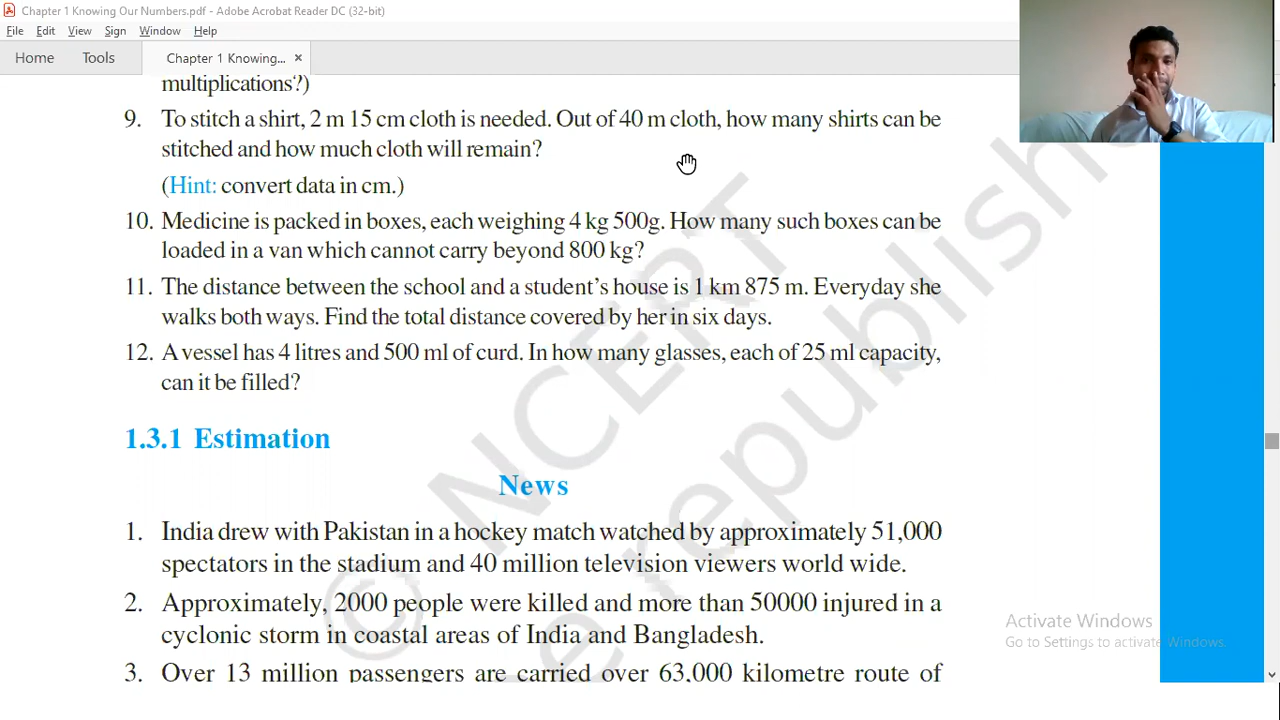 Chapter 1 Knowing Our Numbers.pdf - Adobe Acrobat Reader DC (32-bit)
File Edit View Sign Window Help
Home Tools Chapter 1 Knowing... ×
multiplications?)
9. To stitch a shirt, 2 m 15 cm cloth is needed. Out of 40 m cloth, how many shirts can be
stitched and how much cloth will remain?
(Hint: convert data in cm.)
10. Medicine is packed in boxes, each weighing 4 kg 500g. How many such boxes can be
loaded in a van which cannot carry beyond 800 kg?
11. The distance between the school and a student's house is 1 km 875 m. Everyday she
walks both ways. Find the total distance covered by her in six days.
12. A vessel has 4 litres and 500 ml of curd. In how many glasses, each of 25 ml capacity,
can it be filled?
1.3.1 Estimation
News
1. India drew with Pakistan in a hockey match watched by approximately 51,000
spectators in the stadium and 40 million television viewers world wide.
2. Approximately, 2000 people were killed and more than 50000 injured in a
cyclonic storm in coastal areas of India and Bangladesh.
3. Over 13 million passengers are carried over 63,000 kilometre route of
© NCERT
e republishe
Activate Windows
Go to Settings to activate Windows.